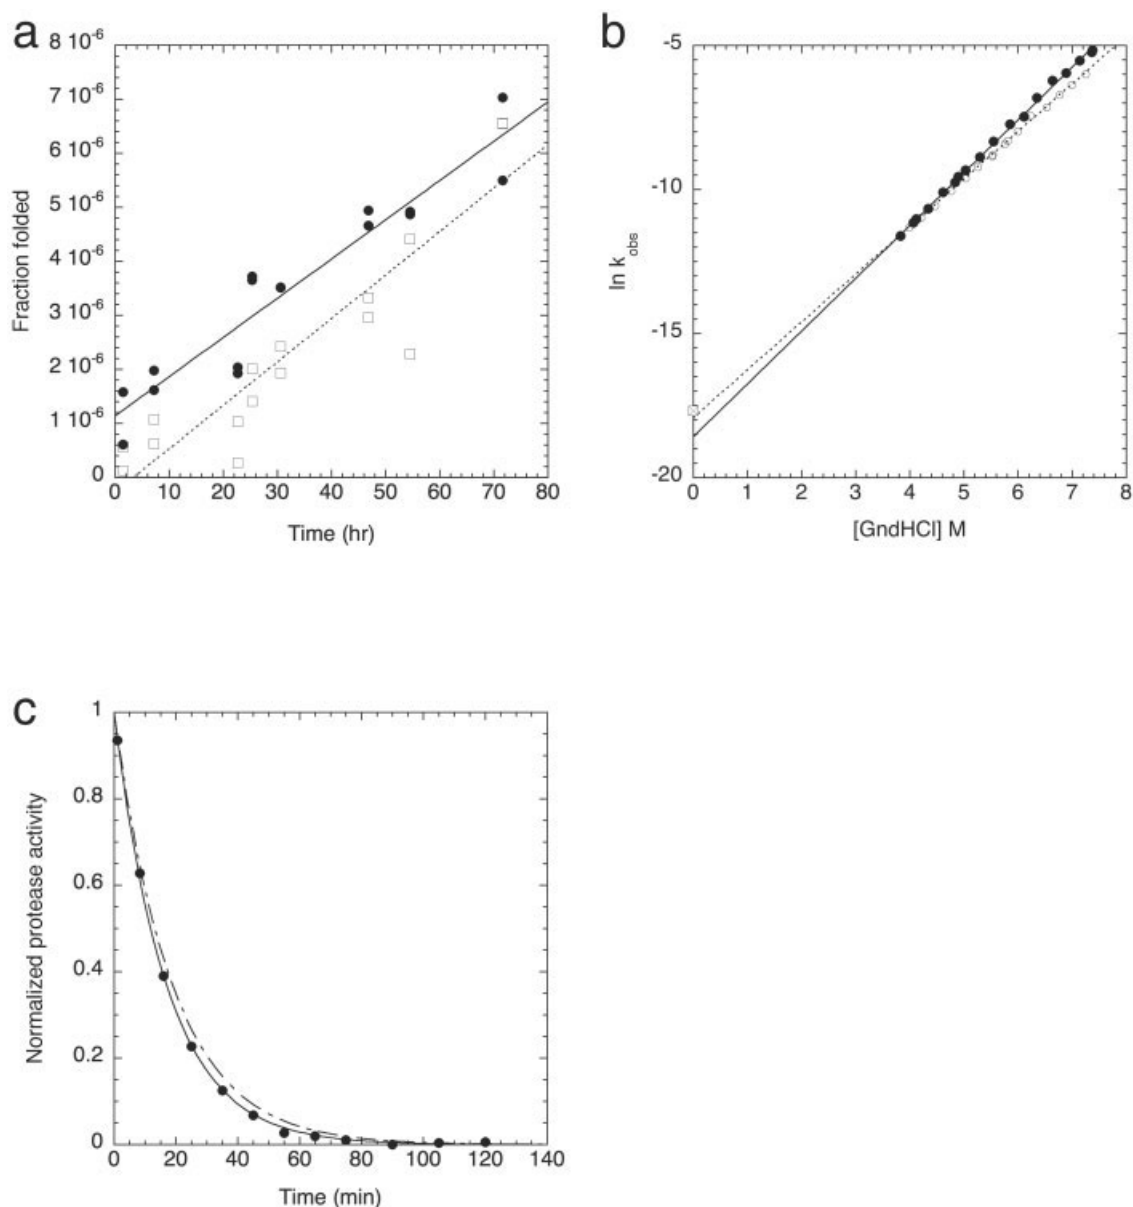 a
8 10⁻⁶
7 10⁻⁶
6 10⁻⁶
5 10⁻⁶
4 10⁻⁶
3 10⁻⁶
2 10⁻⁶
1 10⁻⁶
0
Fraction folded
0 10 20 30 40 50 60 70 80
Time (hr)
b
-5
-10
-15
-20
ln k_obs
0 1 2 3 4 5 6 7 8
[GndHCl] M
c
1
0.8
0.6
0.4
0.2
0
Normalized protease activity
0 20 40 60 80 100 120 140
Time (min)